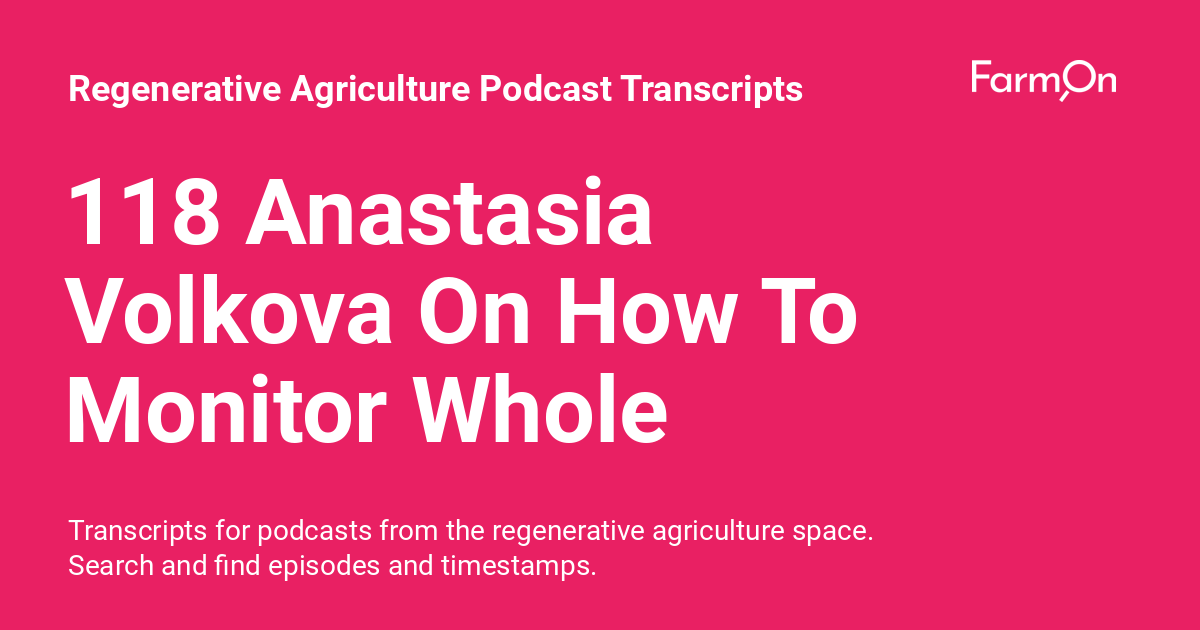 Regenerative Agriculture Podcast Transcripts
FarmOn
118 Anastasia
Volkova On How To
Monitor Whole
Transcripts for podcasts from the regenerative agriculture space.
Search and find episodes and timestamps.